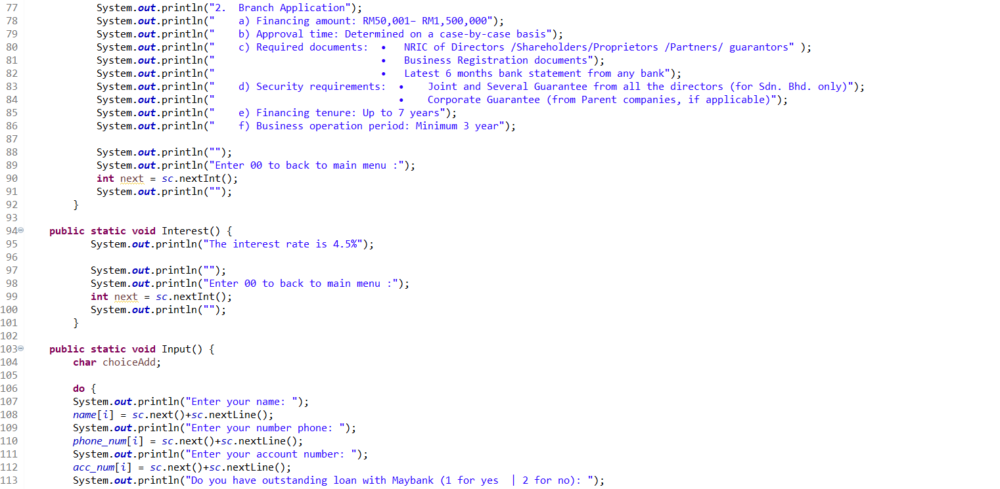 77 System.out.println("2.  Branch Application");
78 System.out.println("    a) Financing amount: RM50,001– RM1,500,000");
79 System.out.println("    b) Approval time: Determined on a case-by-case basis");
80 System.out.println("    c) Required documents:  •   NRIC of Directors /Shareholders/Proprietors /Partners/ guarantors" );
81 System.out.println("                            •   Business Registration documents");
82 System.out.println("                            •   Latest 6 months bank statement from any bank");
83 System.out.println("    d) Security requirements:  •    Joint and Several Guarantee from all the directors (for Sdn. Bhd. only)");
84 System.out.println("                               •    Corporate Guarantee (from Parent companies, if applicable)");
85 System.out.println("    e) Financing tenure: Up to 7 years");
86 System.out.println("    f) Business operation period: Minimum 3 year");
87
88 System.out.println("");
89 System.out.println("Enter 00 to back to main menu :");
90 int next = sc.nextInt();
91 System.out.println("");
92 }
93
94 public static void Interest() {
95 System.out.println("The interest rate is 4.5%");
96
97 System.out.println("");
98 System.out.println("Enter 00 to back to main menu :");
99 int next = sc.nextInt();
100 System.out.println("");
101 }
102
103 public static void Input() {
104 char choiceAdd;
105
106 do {
107 System.out.println("Enter your name: ");
108 name[i] = sc.next()+sc.nextLine();
109 System.out.println("Enter your number phone: ");
110 phone_num[i] = sc.next()+sc.nextLine();
111 System.out.println("Enter your account number: ");
112 acc_num[i] = sc.next()+sc.nextLine();
113 System.out.println("Do you have outstanding loan with Maybank (1 for yes  | 2 for no): ");